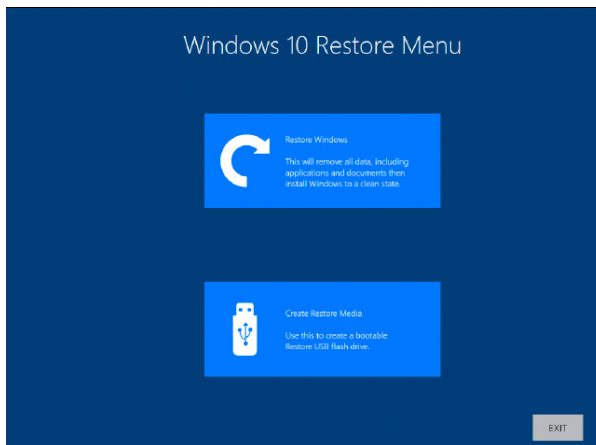 Windows 10 Restore Menu
Restore Windows
This will remove all data, including
applications and documents then
install Windows to a clean state.
Create Restore Media
Use this to create a bootable
Restore USB flash drive.
EXIT